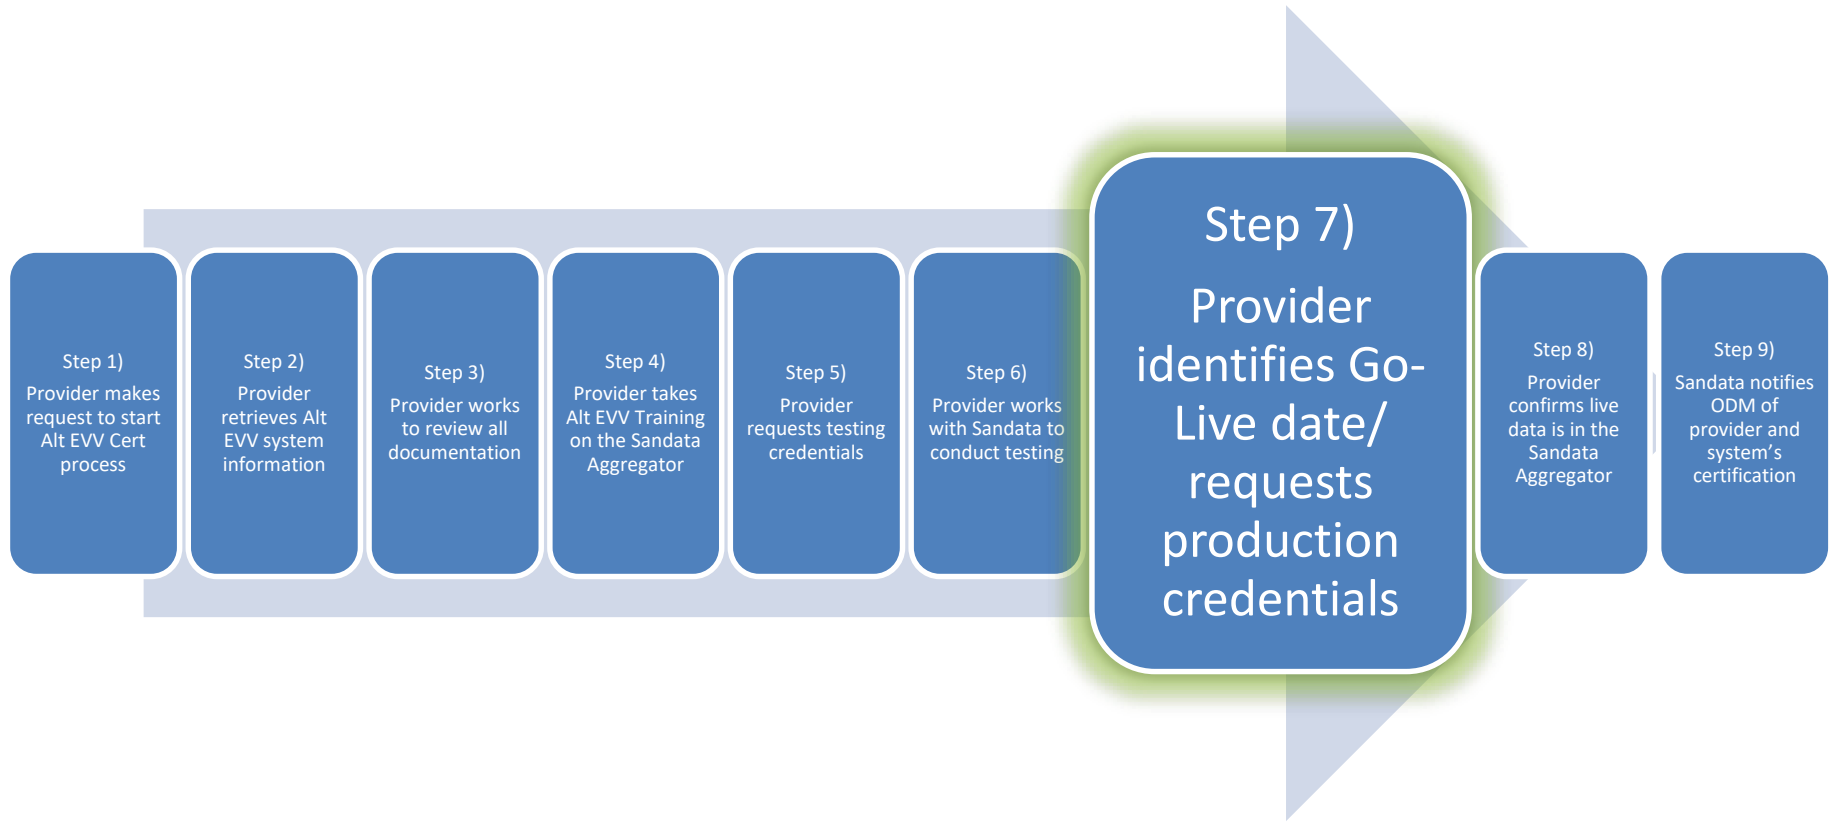 Step 1)
Provider makes
request to start
Alt EVV Cert
process
Step 2)
Provider
retrieves Alt
EVV system
information
Step 3)
Provider works
to review all
documentation
Step 4)
Provider takes
Alt EVV Training
on the Sandata
Aggregator
Step 5)
Provider
requests testing
credentials
Step 6)
Provider works
with Sandata to
conduct testing
Step 7)
Provider
identifies Go-
Live date/
requests
production
credentials
Step 8)
Provider
confirms live
data is in the
Sandata
Aggregator
Step 9)
Sandata notifies
ODM of
provider and
system’s
certification